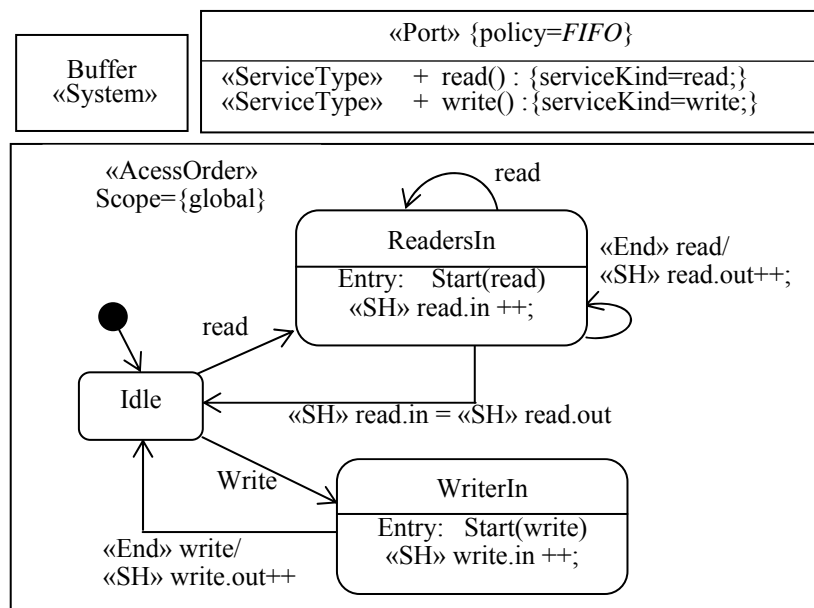 Buffer
«System»
«Port» {policy=FIFO}
«ServiceType» + read() : {serviceKind=read;}
«ServiceType» + write() :{serviceKind=write;}
«AcessOrder»
Scope={global}
read
ReadersIn
Entry: Start(read)
«SH» read.in ++;
«End» read/
«SH» read.out++;
read
Idle
«SH» read.in = «SH» read.out
Write
WriterIn
Entry: Start(write)
«SH» write.in ++;
«End» write/
«SH» write.out++